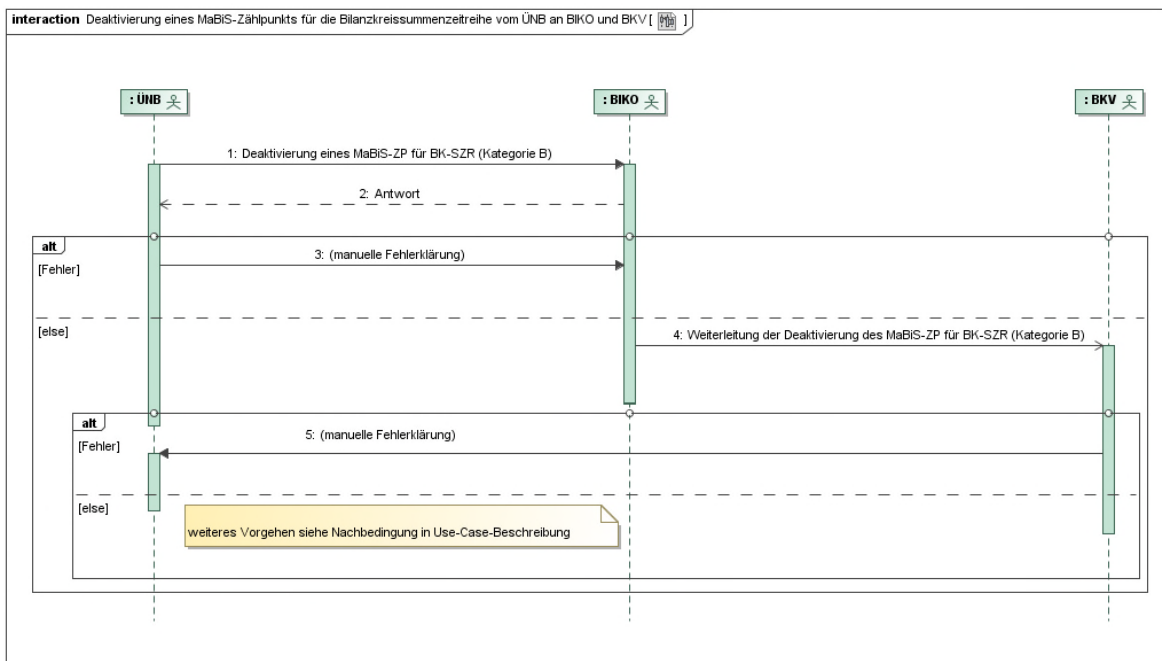 interaction Deaktivierung eines MaBiS-Zählpunkts für die Bilanzkreissummenzeitreihe vom ÜNB an BIKO und BKV [ ]
: ÜNB
: BIKO
: BKV
1: Deaktivierung eines MaBiS-ZP für BK-SZR (Kategorie B)
2: Antwort
alt
3: (manuelle Fehlerklärung)
[Fehler]
[else]
4: Weiterleitung der Deaktivierung des MaBiS-ZP für BK-SZR (Kategorie B)
alt
5: (manuelle Fehlerklärung)
[Fehler]
[else]
weiteres Vorgehen siehe Nachbedingung in Use-Case-Beschreibung